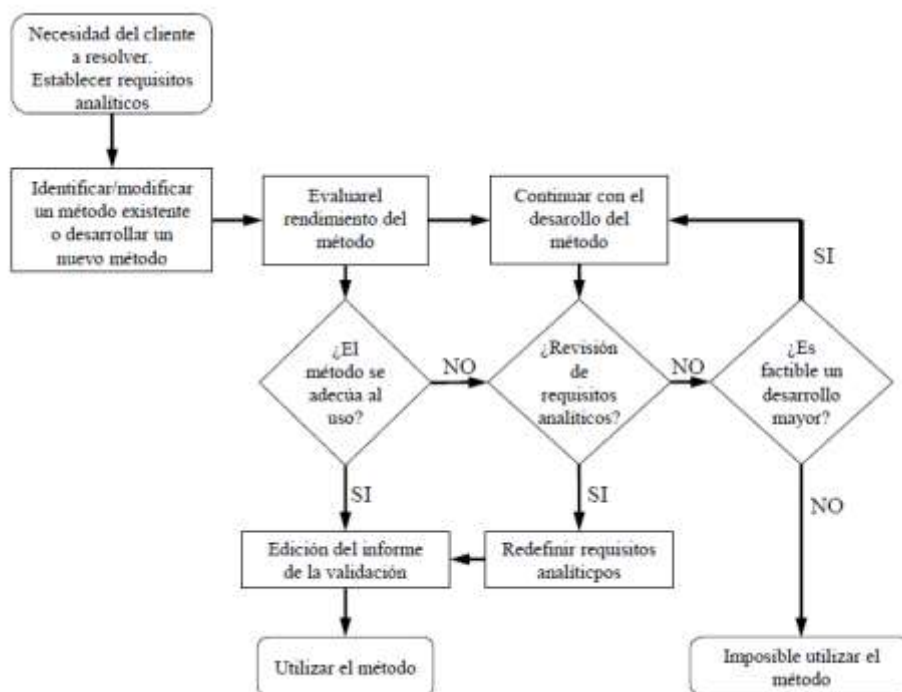 Necesidad del cliente
a resolver.
Establecer requisitos
analíticos
Identificar/modificar
un método existente
o desarrollar un
nuevo método
Evaluarel
rendimiento del
método
Continuar con el
desarollo del
método
SI
¿El
método se
adecúa al
uso?
NO
¿Revisión
de
requisitos
analíticos?
NO
¿Es
factible un
desarrollo
mayor?
SI
SI
NO
Edición del informe
de la validación
Redefinir requisitos
analíticpos
Utilizar el método
Imposible utilizar el
método